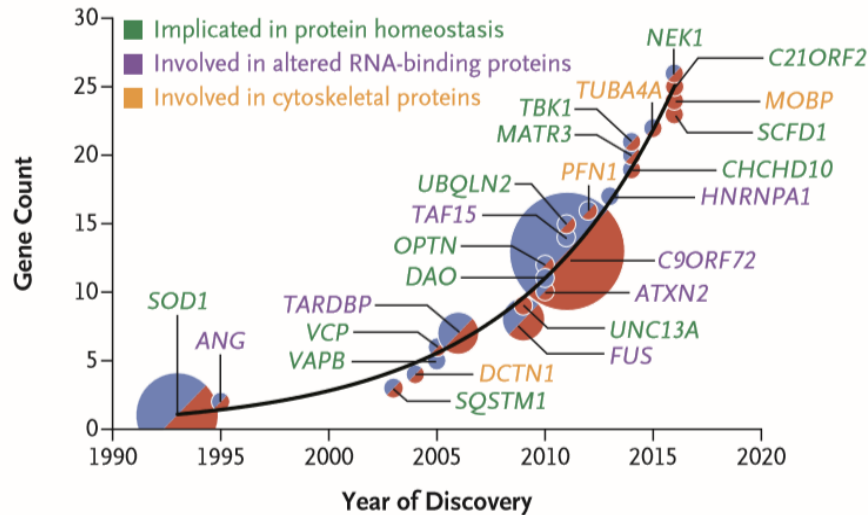 Implicated in protein homeostasis
Involved in altered RNA-binding proteins
Involved in cytoskeletal proteins
30
25
20
15
10
5
0
Gene Count
1990
1995
2000
2005
2010
2015
2020
Year of Discovery
SOD1
ANG
TARDBP
VCP
VAPB
DCTN1
SQSTM1
UBQLN2
TAF15
OPTN
DAO
TBK1
MATR3
TUBA4A
PFN1
NEK1
C21ORF2
MOBP
SCFD1
CHCHD10
HNRNPA1
C9ORF72
ATXN2
UNC13A
FUS